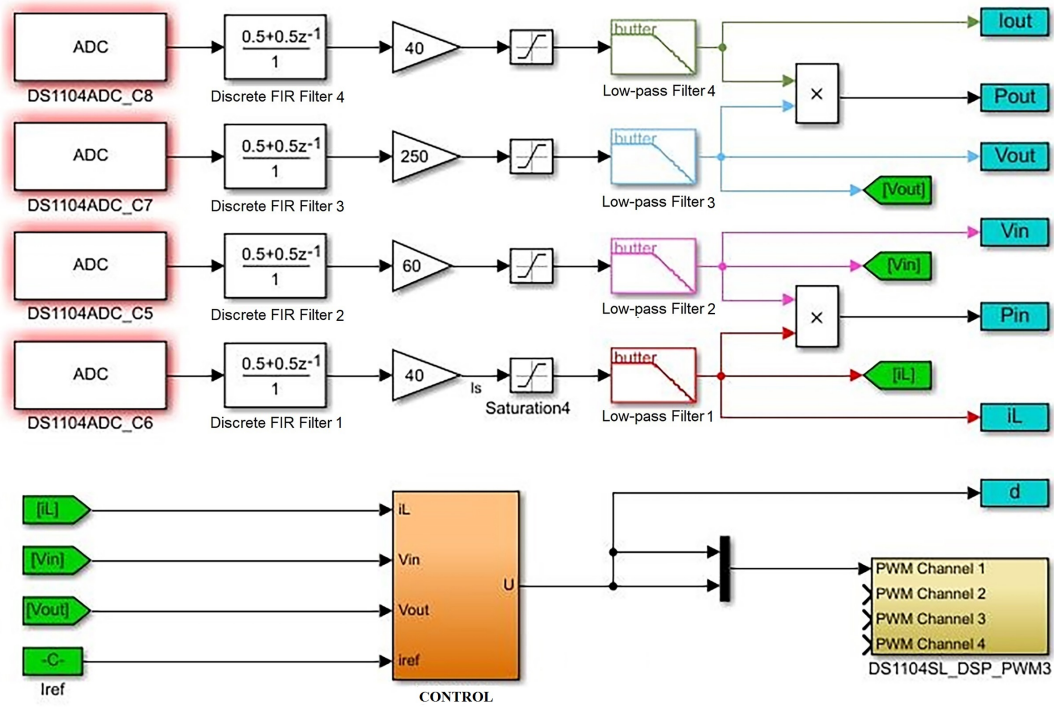 ADC
DS1104ADC_C8
0.5+0.5z-1
1
Discrete FIR Filter 4
40
butter
Low-pass Filter 4
Iout
×
Pout
ADC
DS1104ADC_C7
0.5+0.5z-1
1
Discrete FIR Filter 3
250
butter
Low-pass Filter 3
Vout
[Vout]
ADC
DS1104ADC_C5
0.5+0.5z-1
1
Discrete FIR Filter 2
60
butter
Low-pass Filter 2
Vin
[Vin]
×
Pin
ADC
DS1104ADC_C6
0.5+0.5z-1
1
Discrete FIR Filter 1
40
Is
Saturation4
butter
Low-pass Filter 1
[iL]
iL
[iL]
[Vin]
[Vout]
-C-
Iref
iL
Vin
Vout
iref
U
CONTROL
d
PWM Channel 1
PWM Channel 2
PWM Channel 3
PWM Channel 4
DS1104SL_DSP_PWM3